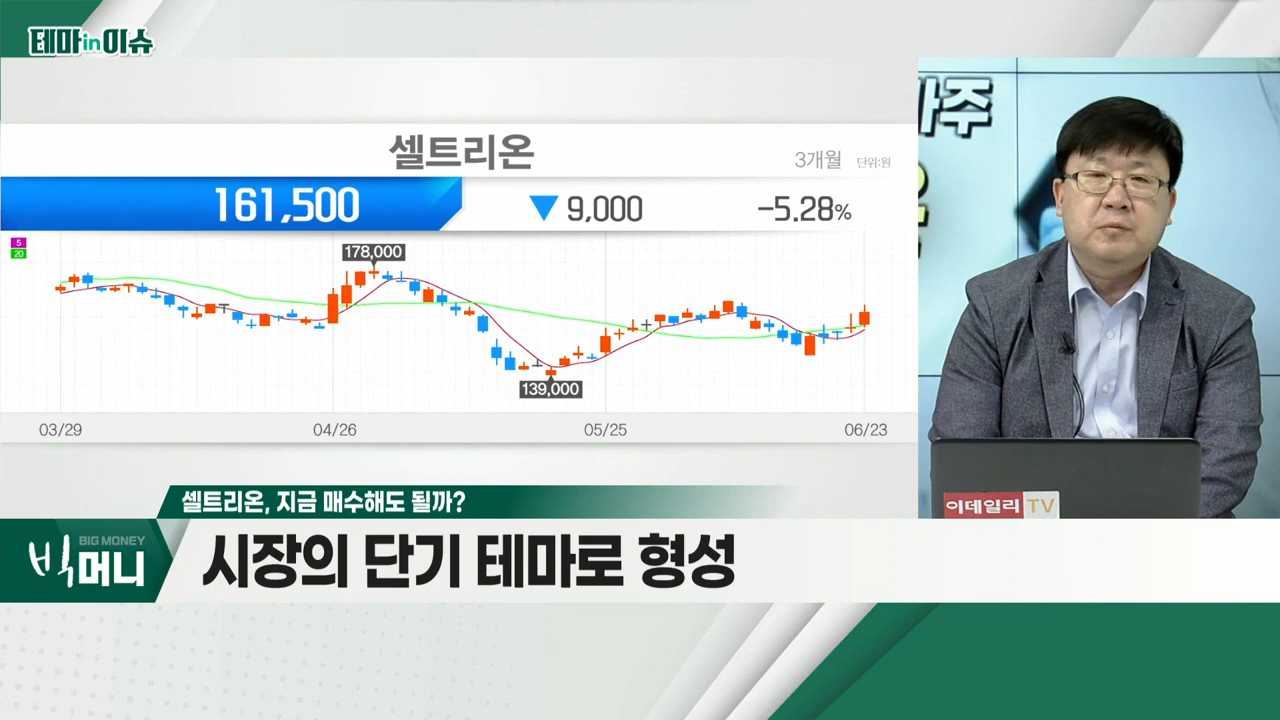 테마in이슈
셀트리온
3개월 단위:원
161,500 ▼ 9,000 -5.28%
5
20
178,000
139,000
03/29 04/26 05/25 06/23
주
이데일리 TV
셀트리온, 지금 매수해도 될까?
BIG MONEY
빅머니
시장의 단기 테마로 형성